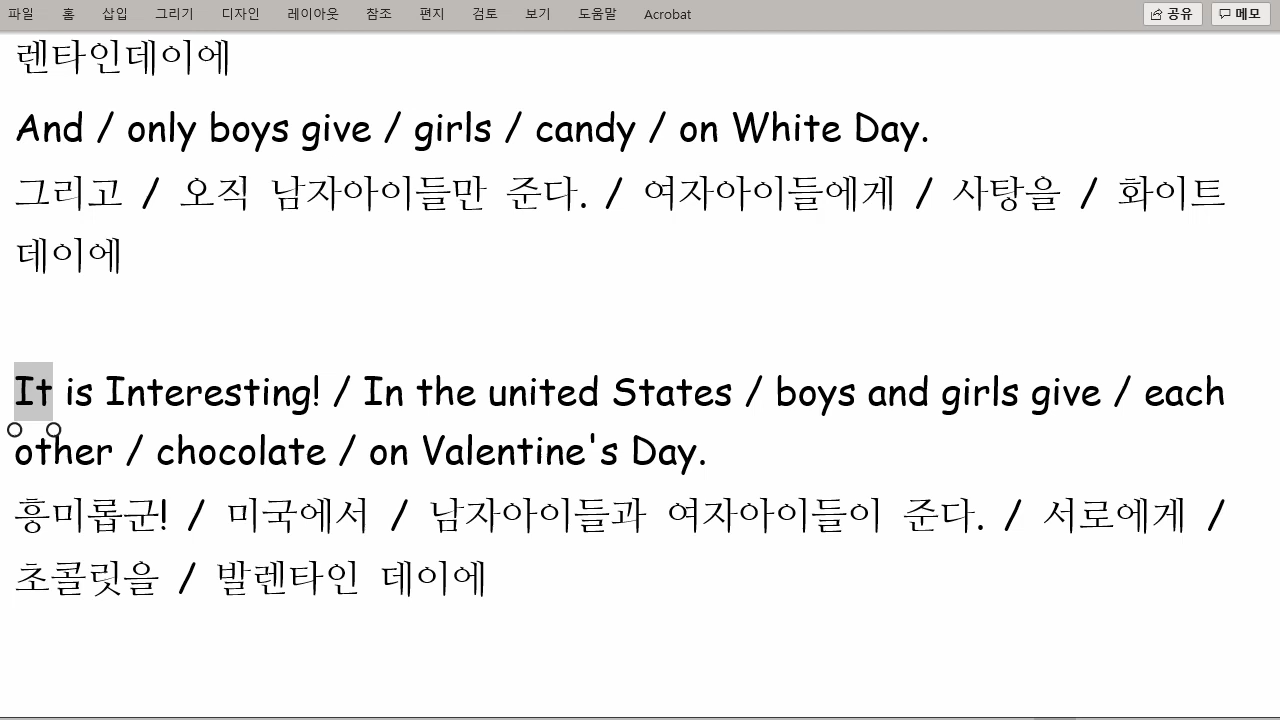 파일 홈 삽입 그리기 디자인 레이아웃 참조 편지 검토 보기 도움말 Acrobat 공유 메모
렌타인데이에
And / only boys give / girls / candy / on White Day.
그리고 / 오직 남자아이들만 준다. / 여자아이들에게 / 사탕을 / 화이트
데이에
It is Interesting! / In the united States / boys and girls give / each
other / chocolate / on Valentine's Day.
흥미롭군! / 미국에서 / 남자아이들과 여자아이들이 준다. / 서로에게 /
초콜릿을 / 발렌타인 데이에